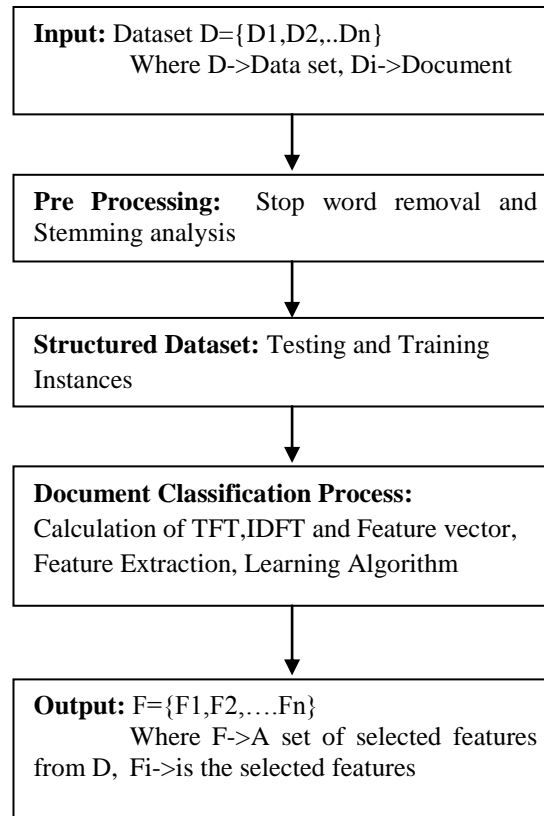 Input: Dataset D={D1,D2,..Dn}
Where D->Data set, Di->Document
Pre Processing: Stop word removal and
Stemming analysis
Structured Dataset: Testing and Training
Instances
Document Classification Process:
Calculation of TFT,IDFT and Feature vector,
Feature Extraction, Learning Algorithm
Output: F={F1,F2,....Fn}
Where F->A set of selected features
from D, Fi->is the selected features